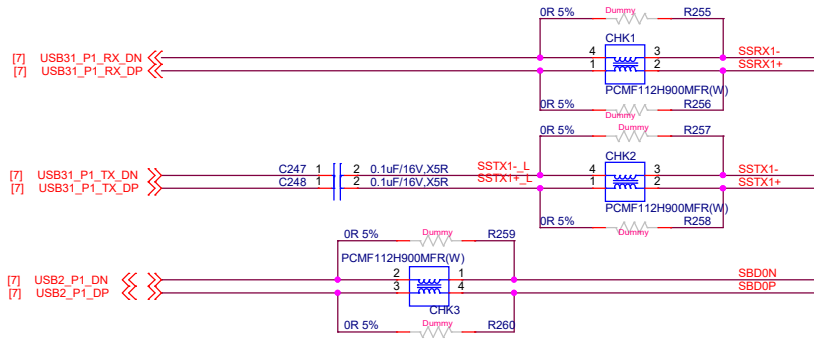 0R 5% Dummy R255
CHK1
[7] USB31_P1_RX_DN 4 3 SSRX1-
[7] USB31_P1_RX_DP 1 2 SSRX1+
PCMF112H900MFR(W)
0R 5% Dummy R256
0R 5% Dummy R257
CHK2
[7] USB31_P1_TX_DN C247 1 2 0.1uF/16V,X5R SSTX1-_L 4 3 SSTX1-
[7] USB31_P1_TX_DP C248 1 2 0.1uF/16V,X5R SSTX1+_L 1 2 SSTX1+
PCMF112H900MFR(W)
0R 5% Dummy R258
0R 5% Dummy R259
PCMF112H900MFR(W)
[7] USB2_P1_DN 2 1 SBD0N
[7] USB2_P1_DP 3 4 SBD0P
CHK3
0R 5% Dummy R260